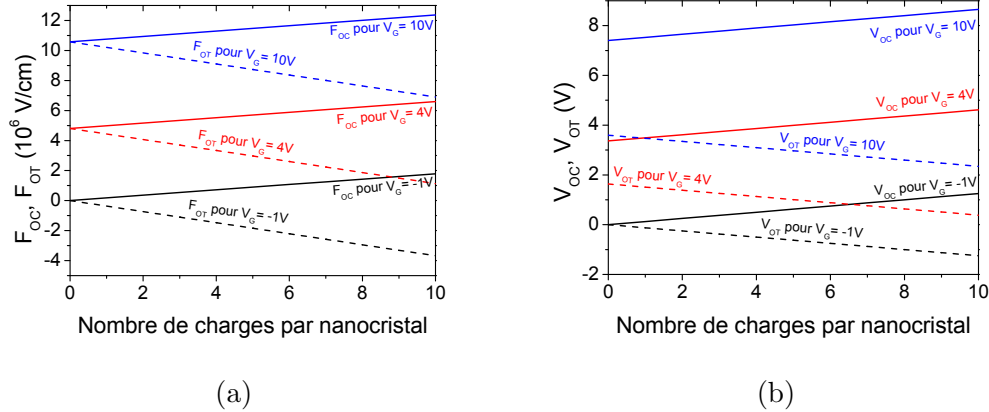 12
10
8
6
4
2
0
-2
-4
0 2 4 6 8 10
F_OC, F_OT (10^6 V/cm)
Nombre de charges par nanocristal
F_OC pour V_G= 10V
F_OT pour V_G= 10V
F_OC pour V_G= 4V
F_OT pour V_G= 4V
F_OC pour V_G= -1V
F_OT pour V_G= -1V
(a)
8
6
4
2
0
-2
0 2 4 6 8 10
V_OC, V_OT (V)
Nombre de charges par nanocristal
V_OC pour V_G= 10V
V_OC pour V_G= 4V
V_OT pour V_G= 10V
V_OT pour V_G= 4V
V_OC pour V_G= -1V
V_OT pour V_G= -1V
(b)